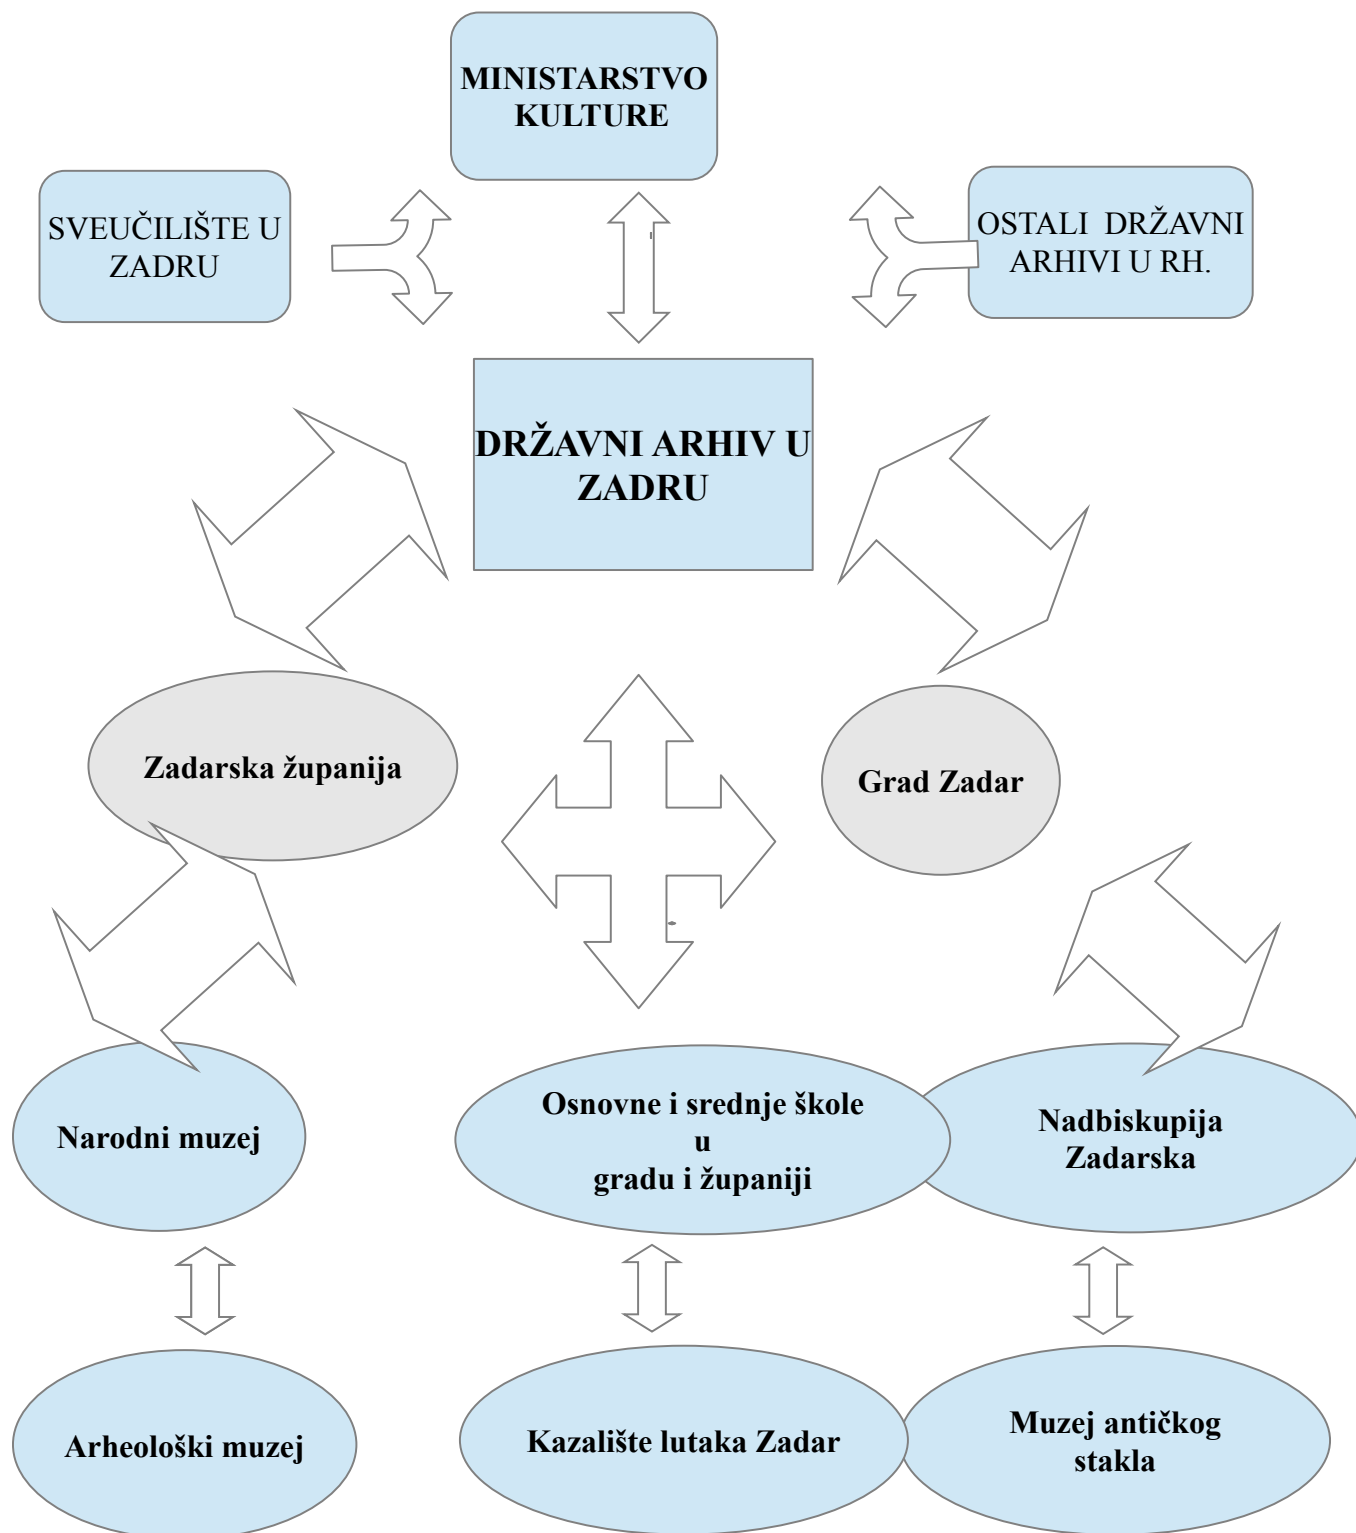 MINISTARSTVO
KULTURE
SVEUČILIŠTE U
ZADRU
OSTALI  DRŽAVNI
ARHIVI U RH.
DRŽAVNI ARHIV U
ZADRU
Zadarska županija
Grad Zadar
Narodni muzej
Osnovne i srednje škole
u
gradu i županiji
Nadbiskupija
Zadarska
Arheološki muzej
Kazalište lutaka Zadar
Muzej antičkog
stakla